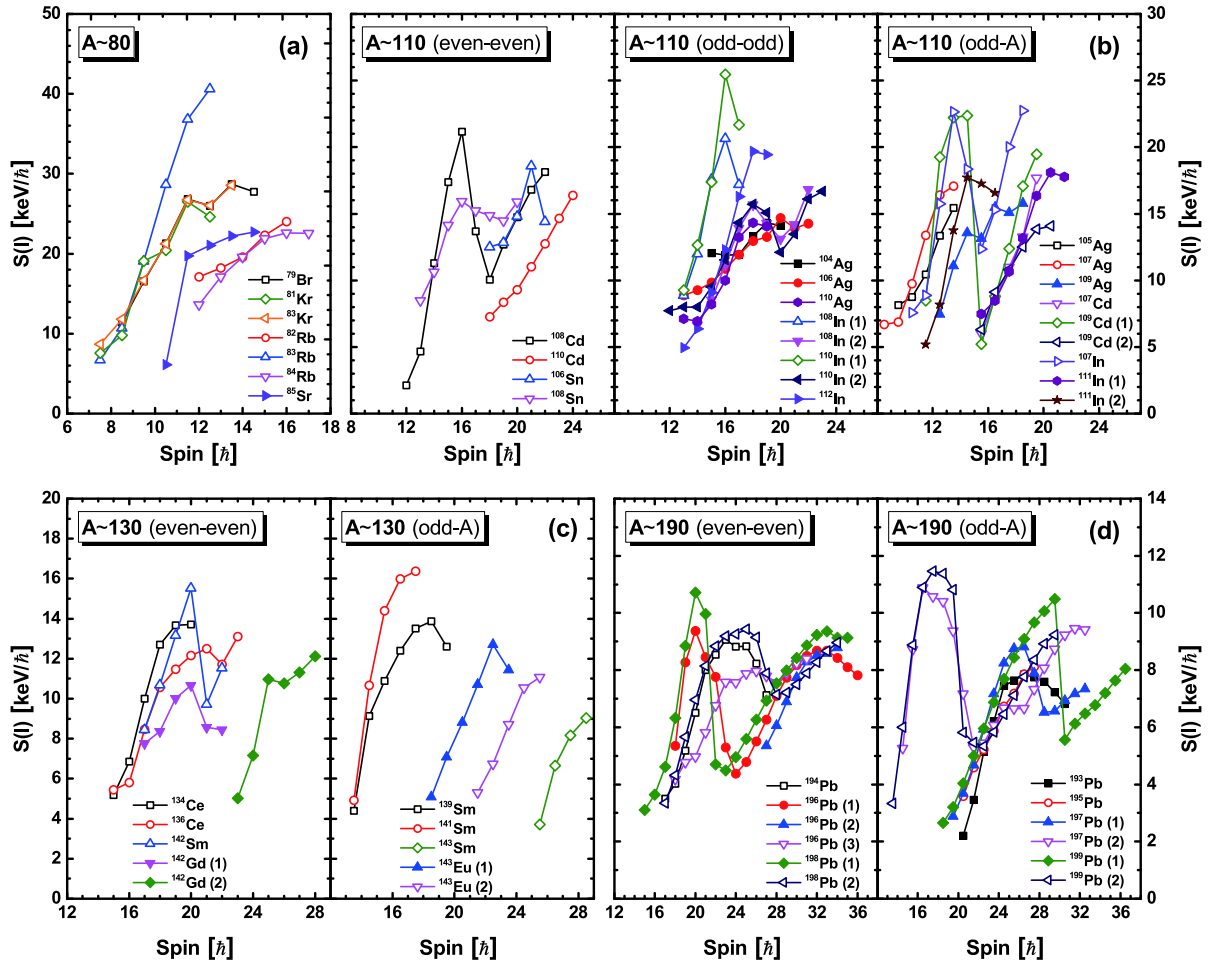 A~80
(a)
A~110 (even-even)
A~110 (odd-odd)
A~110 (odd-A)
(b)
S(I) [keV/ħ]
50
40
30
20
10
0
79Br
81Kr
83Kr
82Rb
83Rb
84Rb
85Sr
108Cd
110Cd
106Sn
108Sn
104Ag
106Ag
110Ag
108In (1)
108In (2)
110In (1)
110In (2)
112In
105Ag
107Ag
109Ag
107Cd
109Cd (1)
109Cd (2)
107In
111In (1)
111In (2)
30
25
20
15
10
5
0
S(I) [keV/ħ]
6 8 10 12 14 16 18
8 12 16 20 24
12 16 20 24
12 16 20 24
Spin [ħ]
Spin [ħ]
Spin [ħ]
Spin [ħ]
A~130 (even-even)
A~130 (odd-A)
(c)
A~190 (even-even)
A~190 (odd-A)
(d)
S(I) [keV/ħ]
20
18
16
14
12
10
8
6
4
2
0
134Ce
136Ce
142Sm
142Gd (1)
142Gd (2)
139Sm
141Sm
143Sm
143Eu (1)
143Eu (2)
194Pb
196Pb (1)
196Pb (2)
196Pb (3)
198Pb (1)
198Pb (2)
193Pb
195Pb
197Pb (1)
197Pb (2)
199Pb (1)
199Pb (2)
14
12
10
8
6
4
2
0
S(I) [keV/ħ]
12 16 20 24 28
16 20 24 28
12 16 20 24 28 32 36
16 20 24 28 32 36
Spin [ħ]
Spin [ħ]
Spin [ħ]
Spin [ħ]